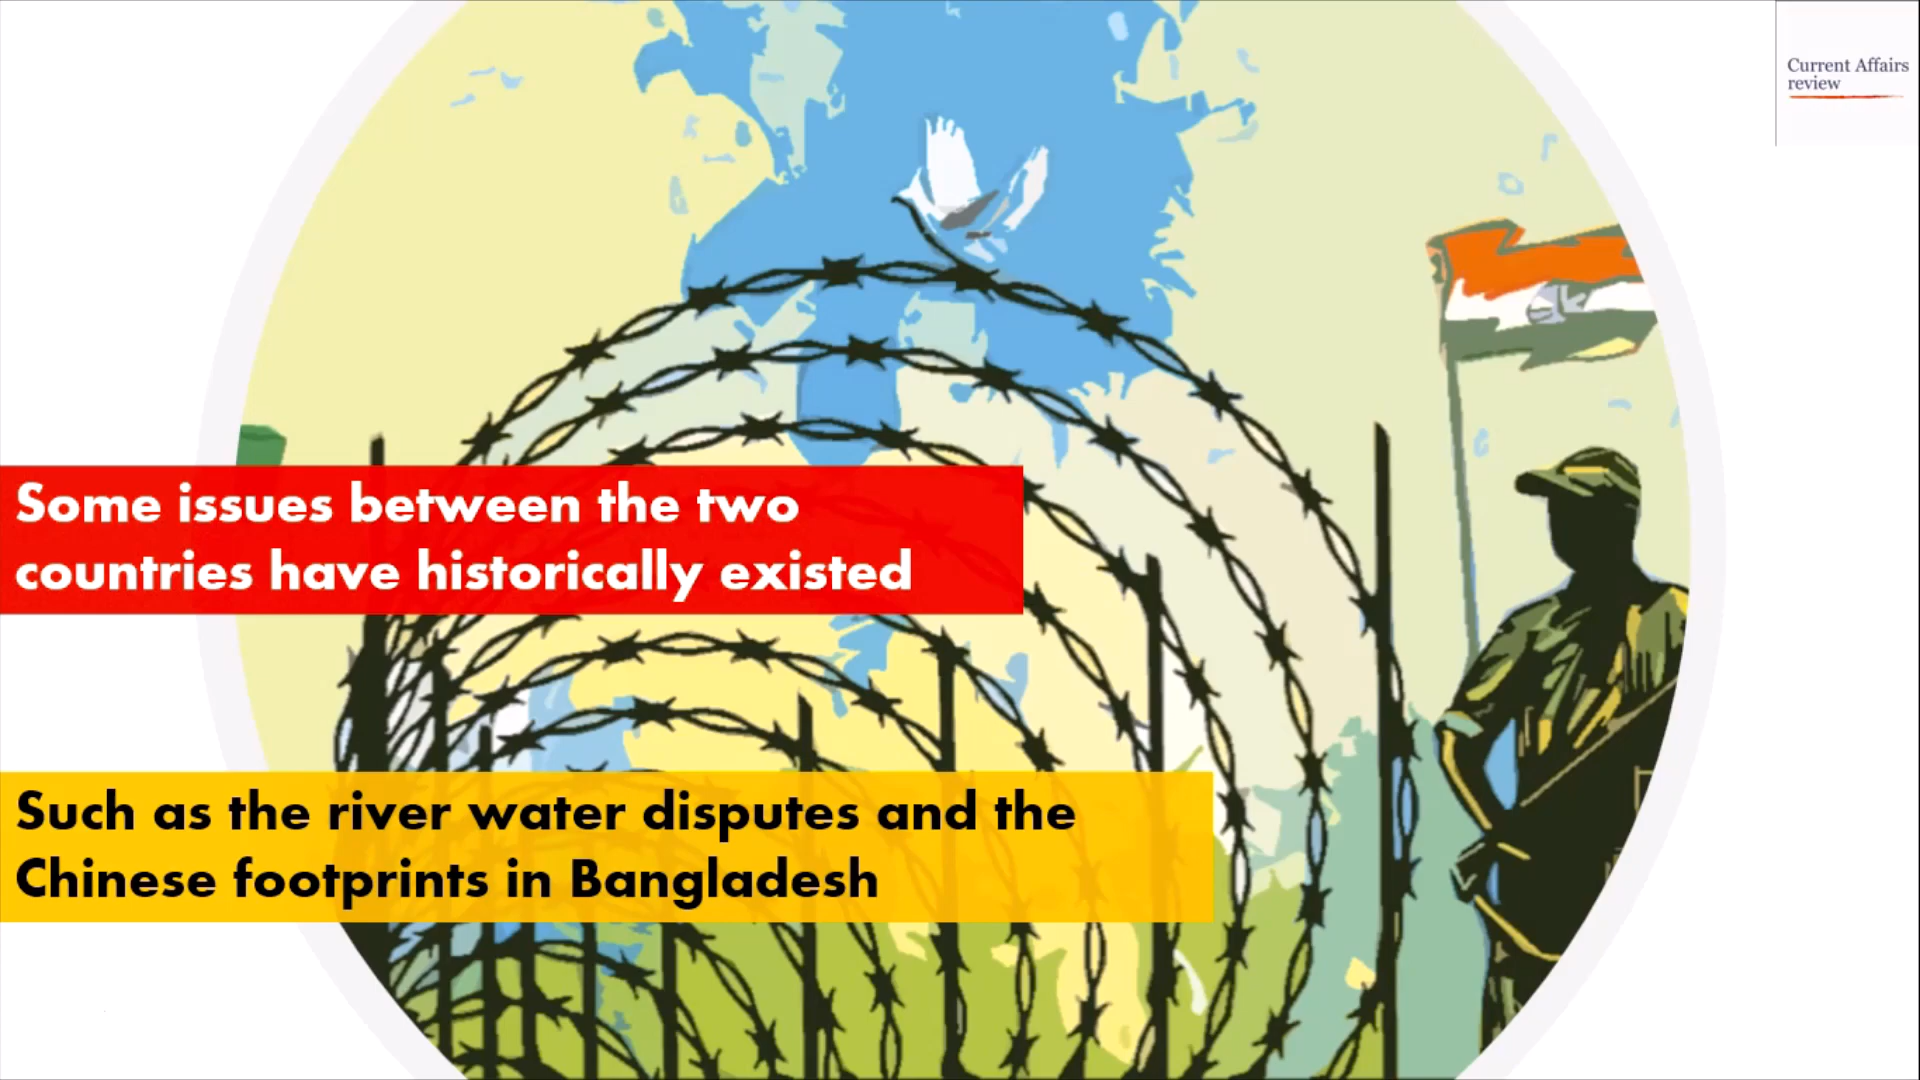 Current Affairs
review
Some issues between the two
countries have historically existed
Such as the river water disputes and the
Chinese footprints in Bangladesh